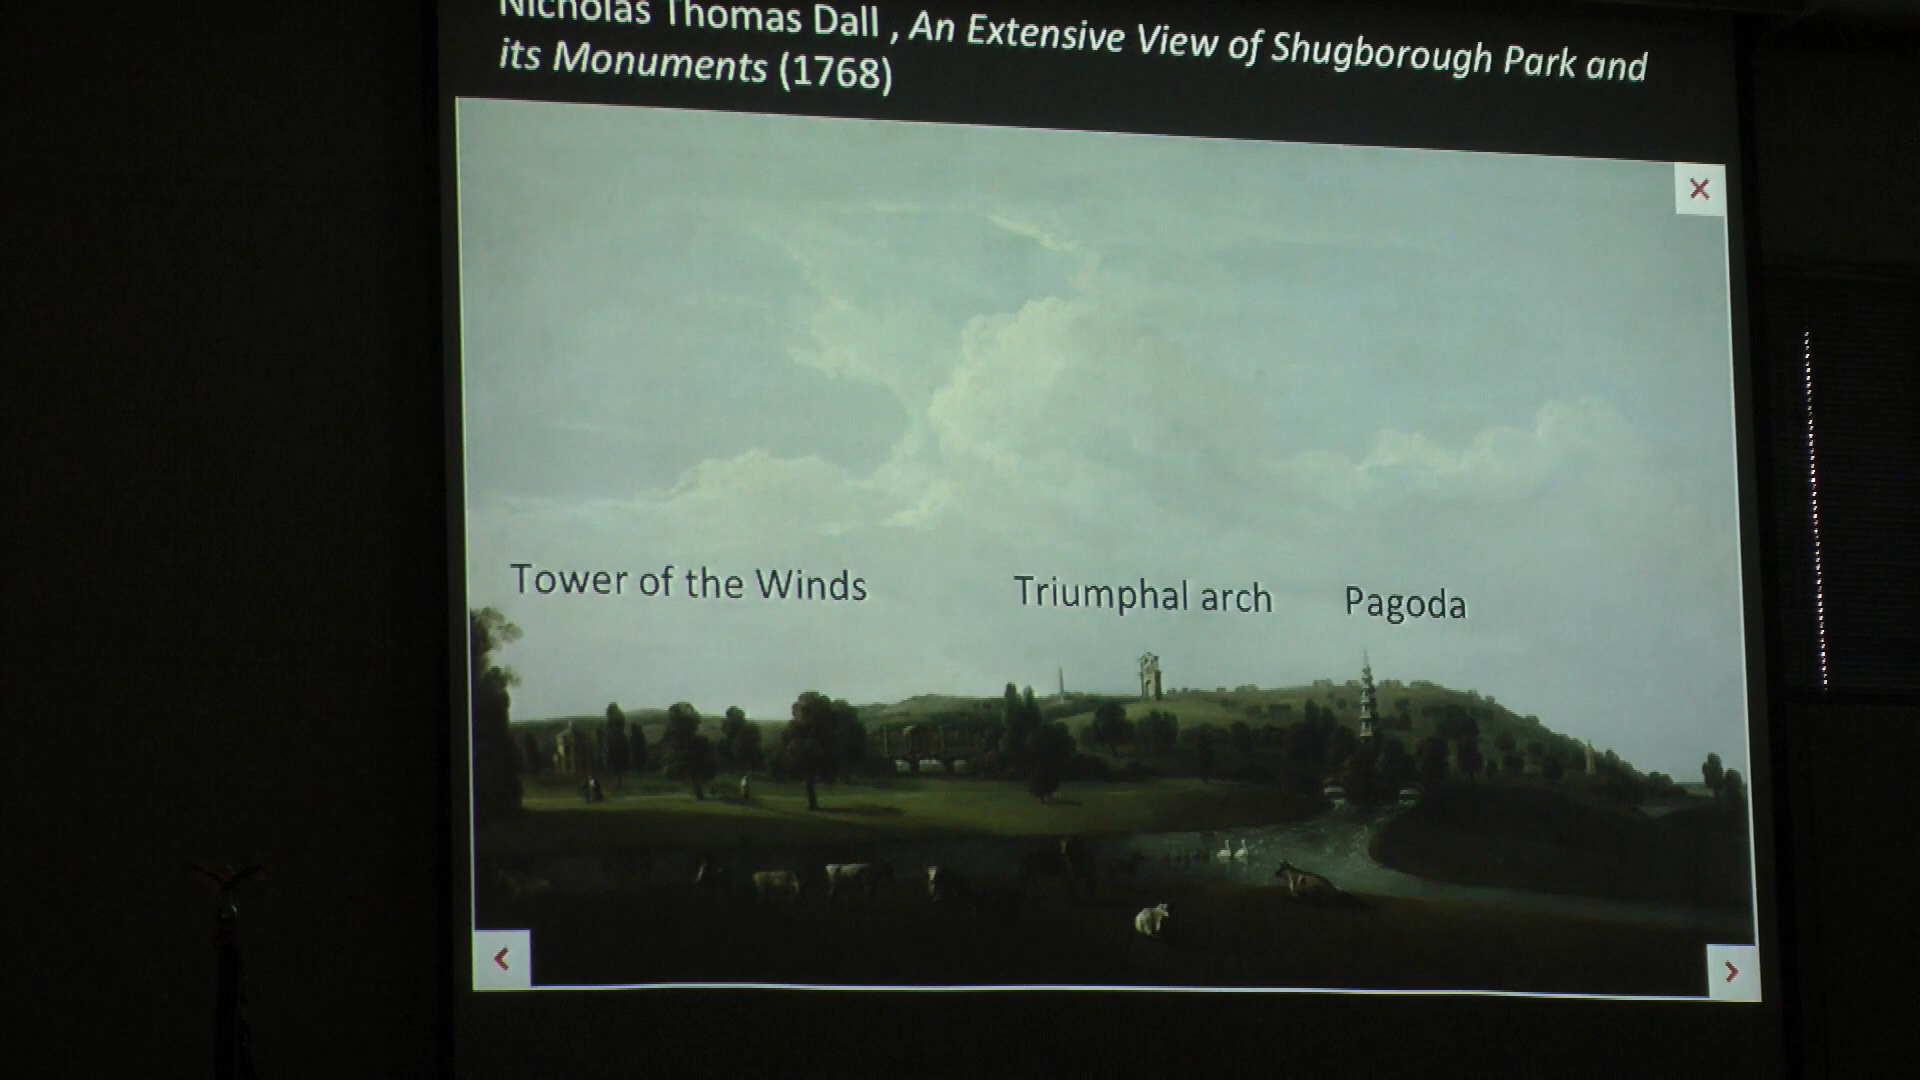 Nicholas Thomas Dall , An Extensive View of Shugborough Park and
its Monuments (1768)
Tower of the Winds
Triumphal arch
Pagoda